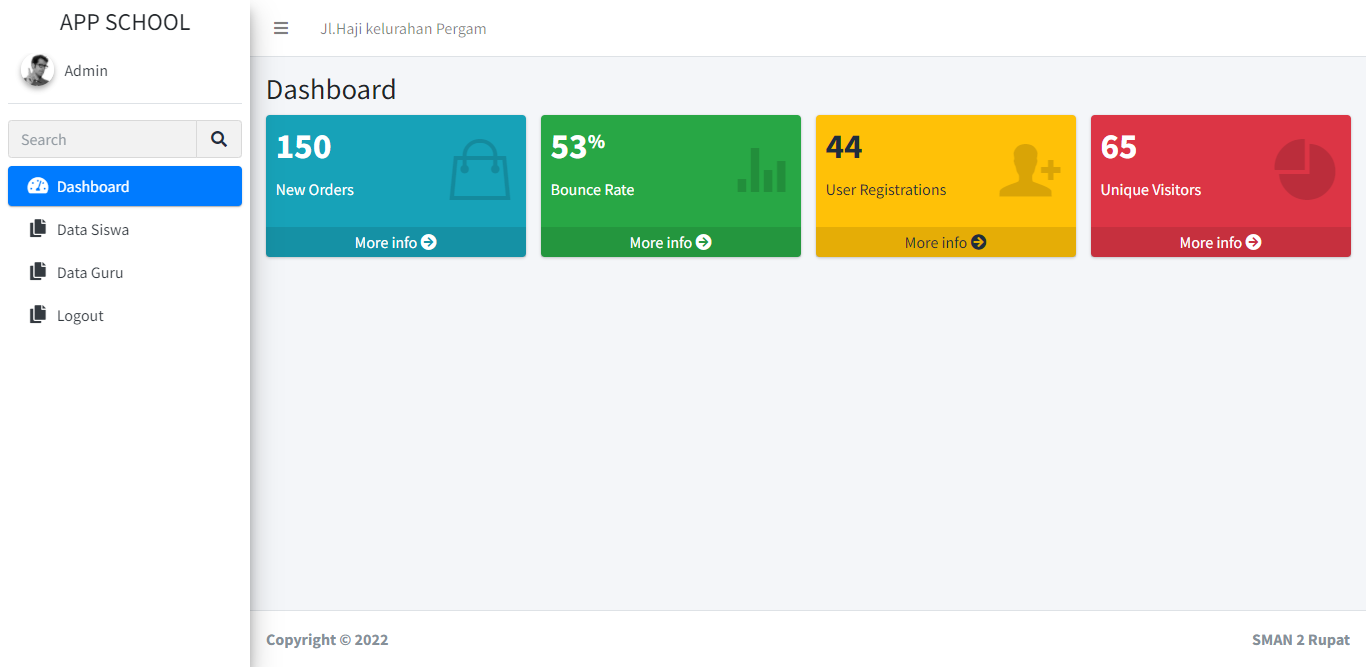 APP SCHOOL
Admin
Search
Dashboard
Data Siswa
Data Guru
Logout
Jl.Haji kelurahan Pergam
Dashboard
150
New Orders
More info
53%
Bounce Rate
More info
44
User Registrations
More info
65
Unique Visitors
More info
Copyright © 2022
SMAN 2 Rupat